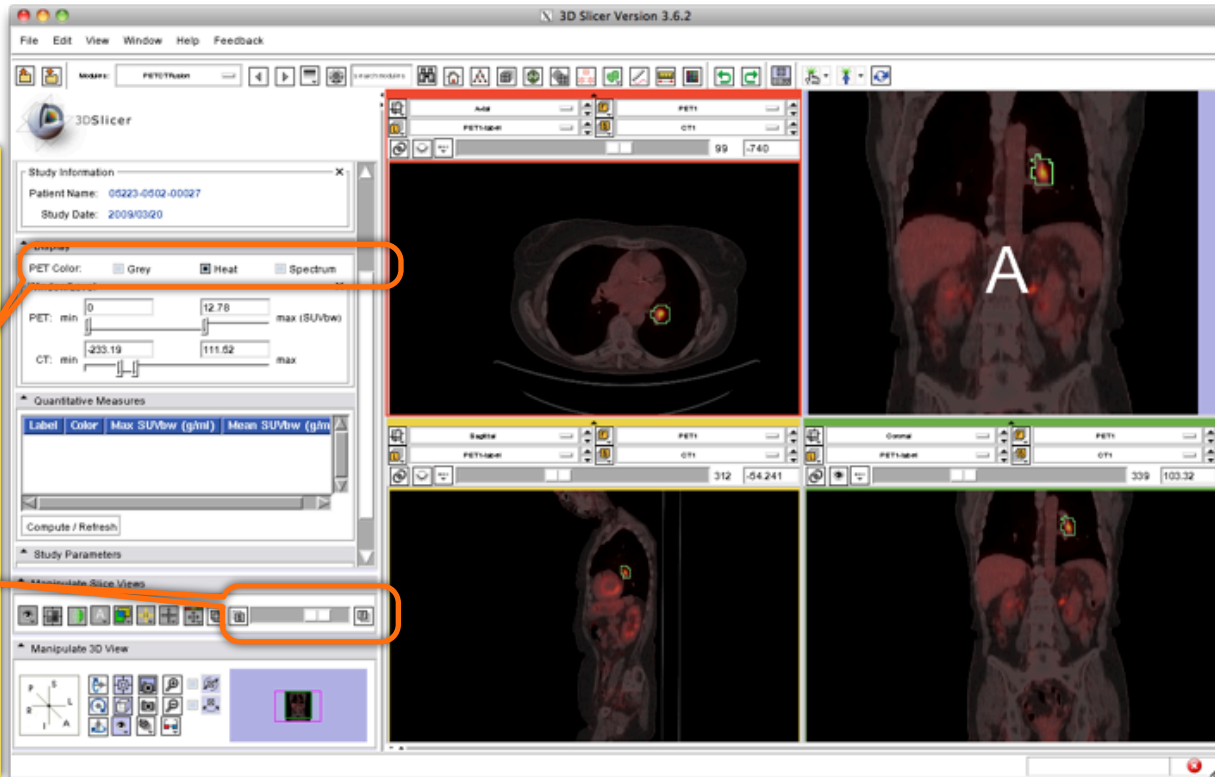 3D Slicer Version 3.6.2
File Edit View Window Help Feedback
Modules: PETCTFusion search modules
3DSlicer
Study Information
Patient Name: 05223-0502-00027
Study Date: 2009/03/20
Display
PET Color: Grey Heat Spectrum
PET: min 0 12.78 max (SUVbw)
CT: min -233.19 111.52 max
Quantitative Measures
Label Color Max SUVbw (g/ml) Mean SUVbw (g/m
Compute / Refresh
Study Parameters
Manipulate Slice Views
Manipulate 3D View
P S
R L
I A
Axial PET1
PET1-label CT1
99 -740
A
Sagittal PET1
PET1-label CT1
312 -54.241
Coronal PET1
PET1-label CT1
339 103.32